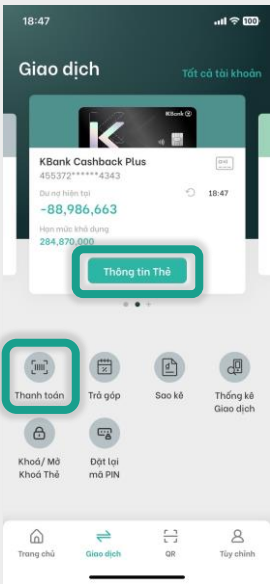 18:47
100
Giao dịch
Tất cả tài khoản
KBank
KBank Cashback Plus
455372******4343
Dư nợ hiện tại
18:47
-88,986,663
Hạn mức khả dụng
284,870,000
Thông tin Thẻ
Thanh toán
Trả góp
Sao kê
Thống kê
Giao dịch
Khoá/ Mở
Khoá Thẻ
Đặt lại
mã PIN
Trang chủ
Giao dịch
QR
Tùy chỉnh